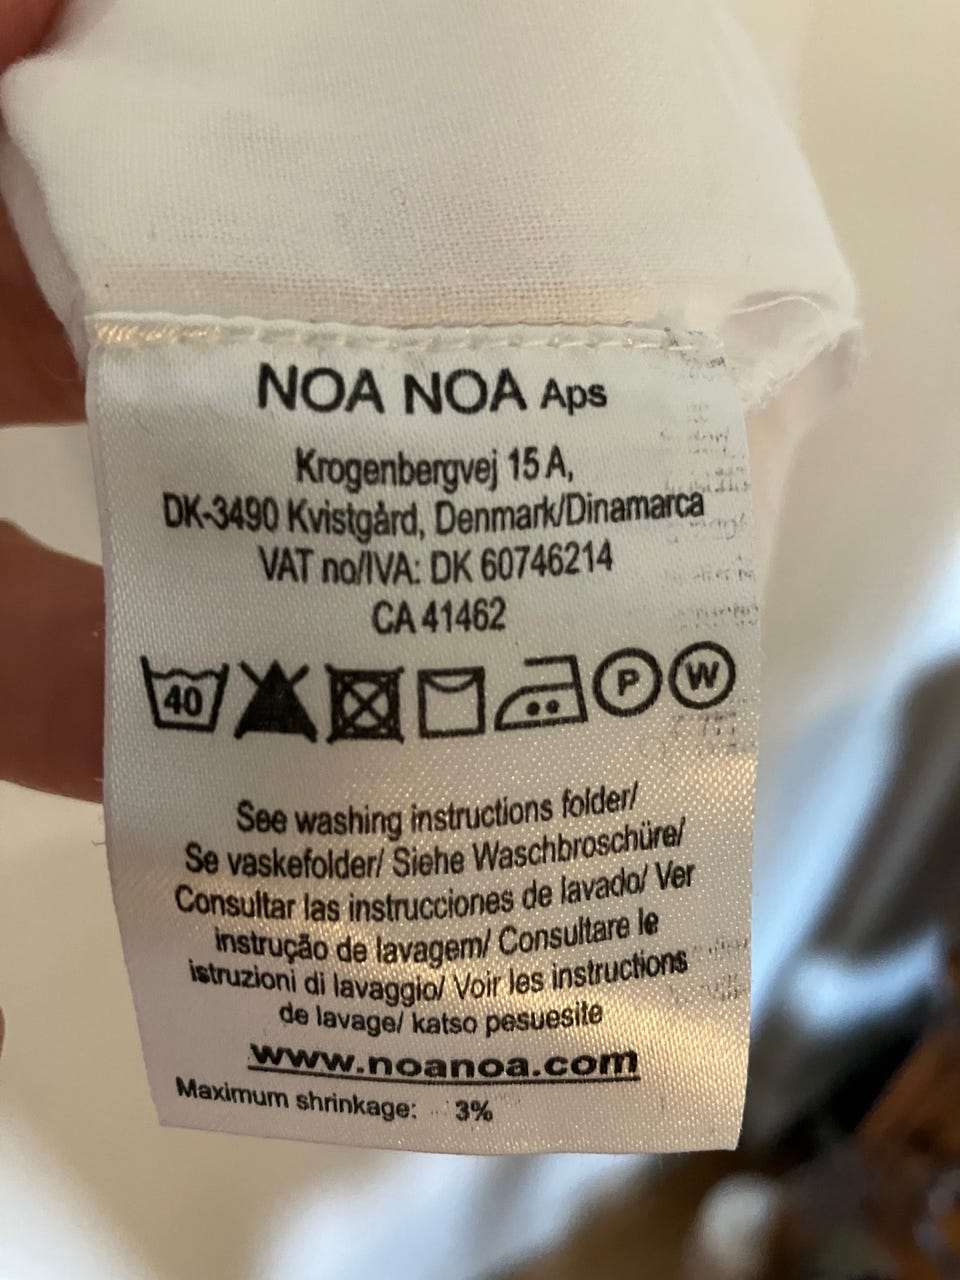 NOA NOA Aps
Krogenbergvej 15 A,
DK-3490 Kvistgård, Denmark/Dinamarca
VAT no/IVA: DK 60746214
CA 41462
40 P W
See washing instructions folder/
Se vaskefolder/ Siehe Waschbroschüre/
Consultar las instrucciones de lavado/ Ver
instrução de lavagem/ Consultare le
istruzioni di lavaggio/ Voir les instructions
de lavage/ katso pesuesite
www.noanoa.com
Maximum shrinkage: 3%